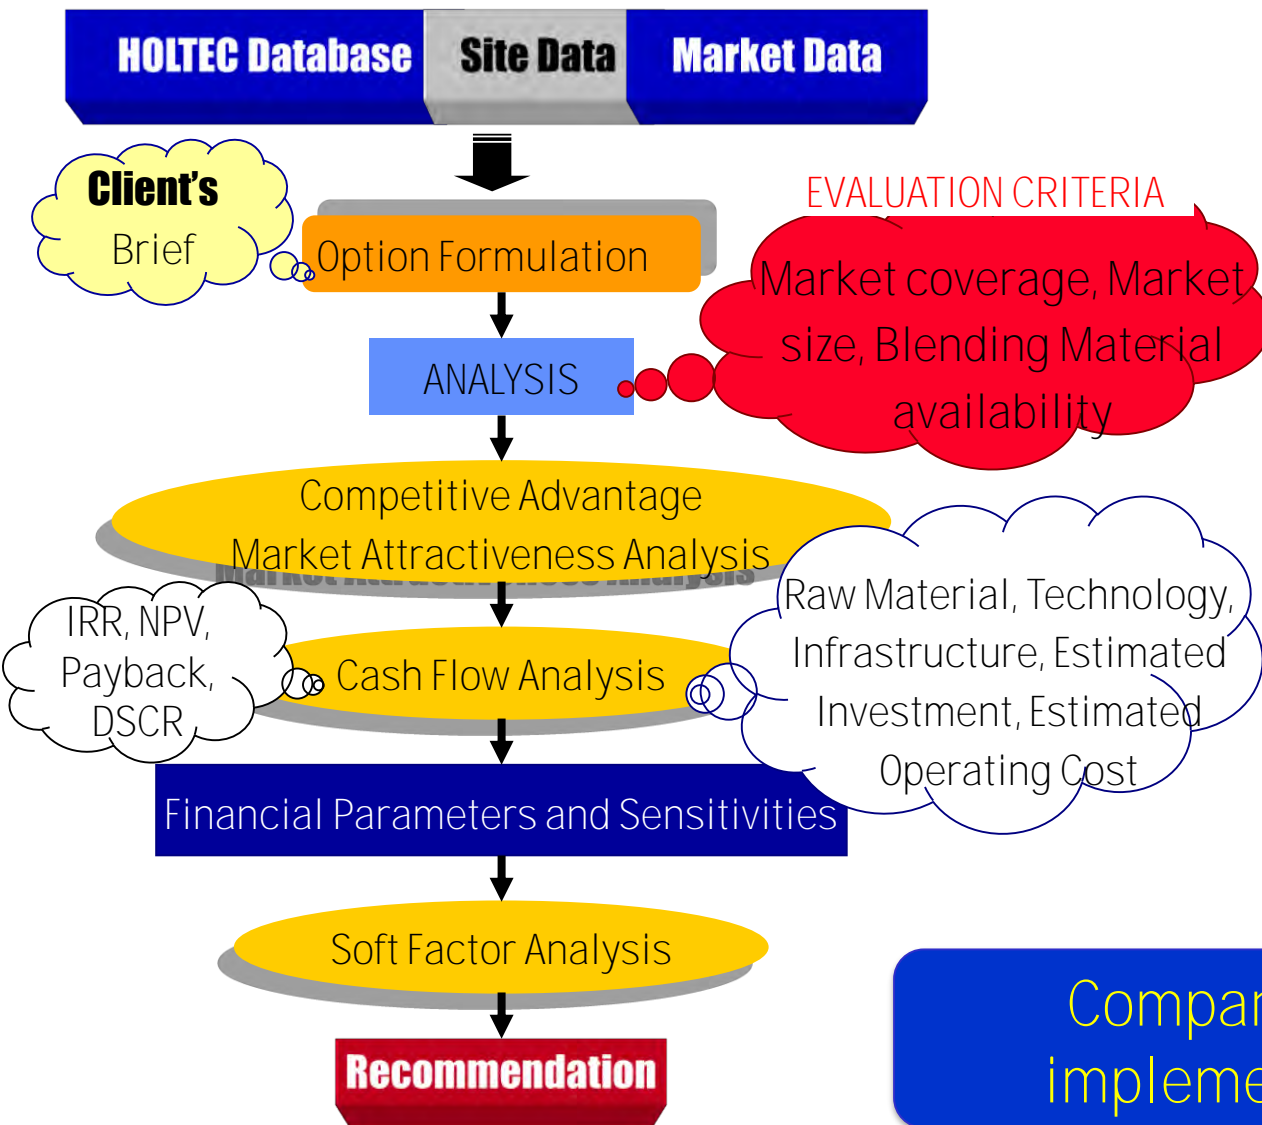 HOLTEC Database Site Data Market Data
Client's
Brief
Option Formulation
EVALUATION CRITERIA
Market coverage, Market
size, Blending Material
availability
ANALYSIS
Competitive Advantage
Market Attractiveness Analysis
IRR, NPV,
Payback,
DSCR
Cash Flow Analysis
Raw Material, Technology,
Infrastructure, Estimated
Investment, Estimated
Operating Cost
Financial Parameters and Sensitivities
Soft Factor Analysis
Recommendation